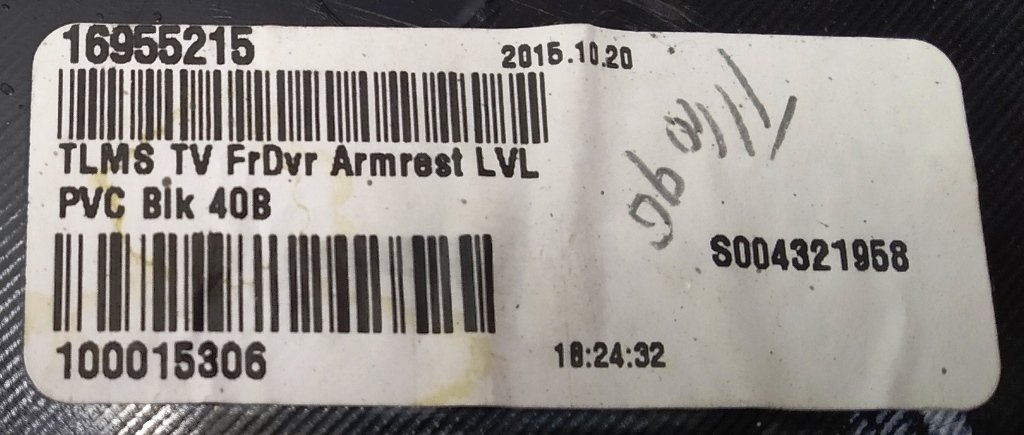 16955215
2015.10.20
TLMS TV FrDvr Armrest LVL
PVC Blk 40B
S004321958
100015306
18:24:32